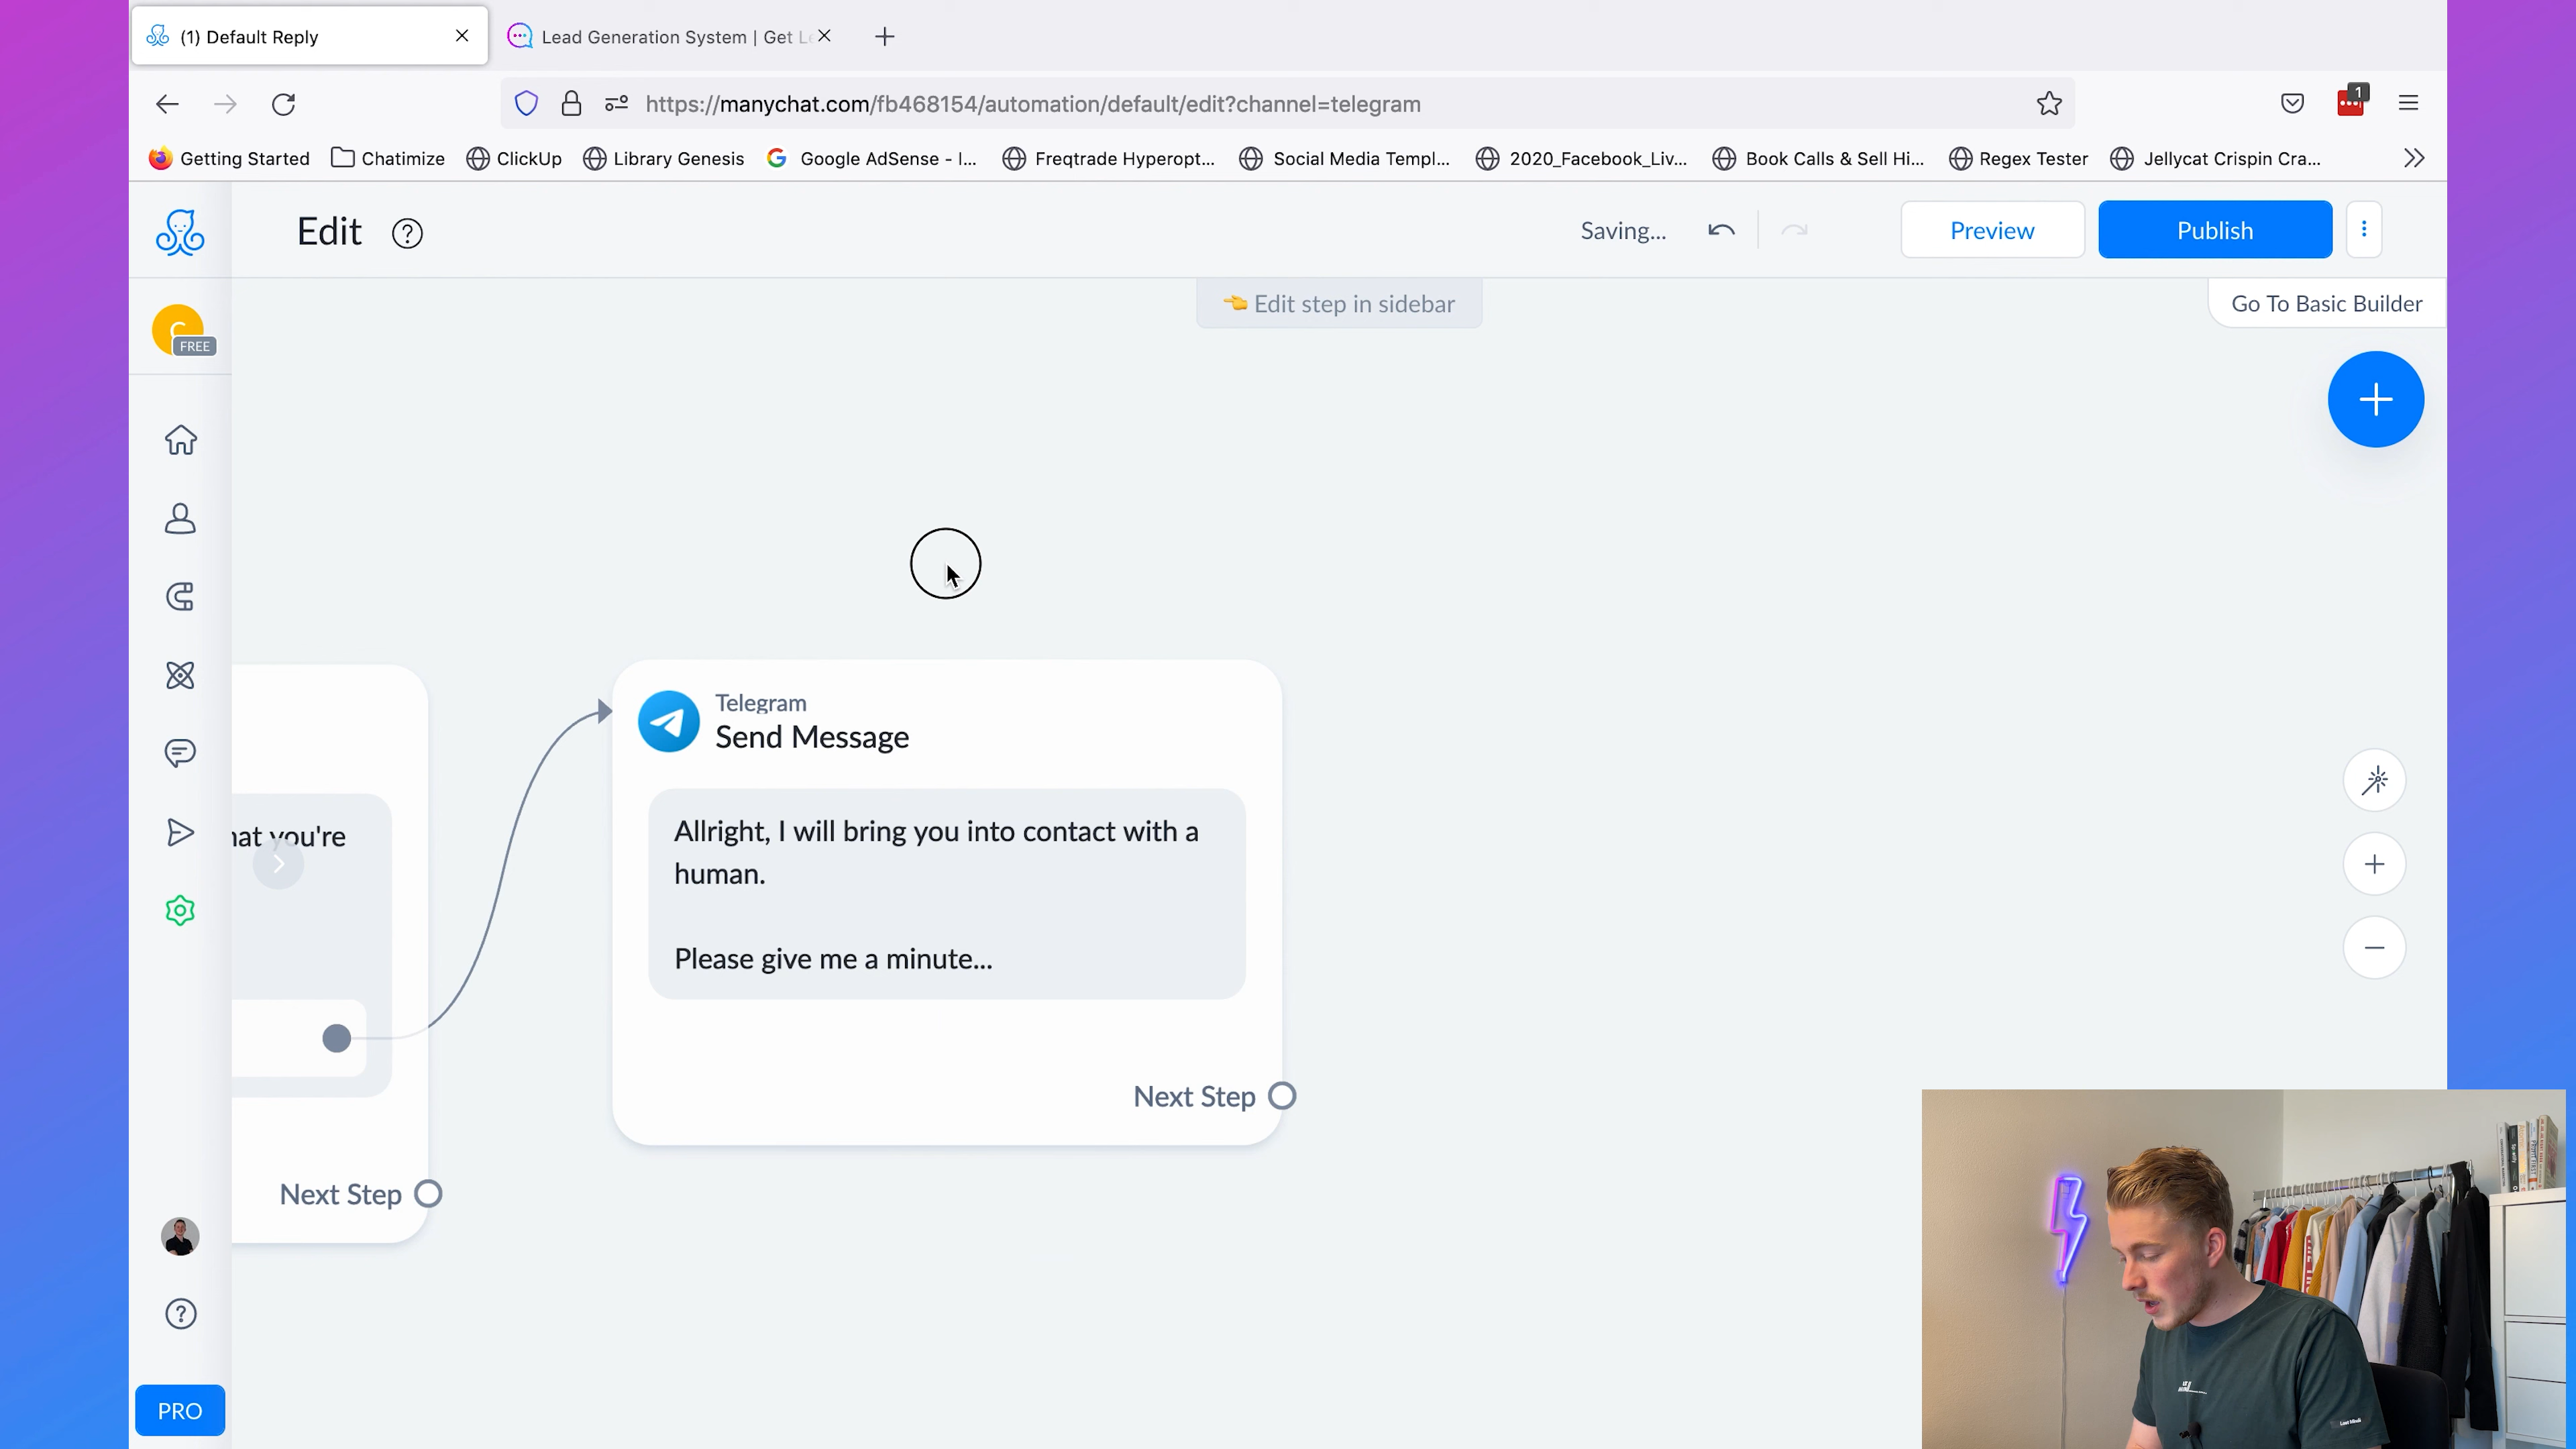 (1) Default Reply
Lead Generation System | Get Le
https://manychat.com/fb468154/automation/default/edit?channel=telegram
1
Getting Started
Chatimize
ClickUp
Library Genesis
Google AdSense - I...
Freqtrade Hyperopt...
Social Media Templ...
2020_Facebook_Liv...
Book Calls & Sell Hi...
Regex Tester
Jellycat Crispin Cra...
Edit
Saving...
Preview
Publish
👈 Edit step in sidebar
Go To Basic Builder
C
FREE
Telegram
Send Message
hat you're
Allright, I will bring you into contact with a
human.
Please give me a minute...
Next Step
Next Step
PRO